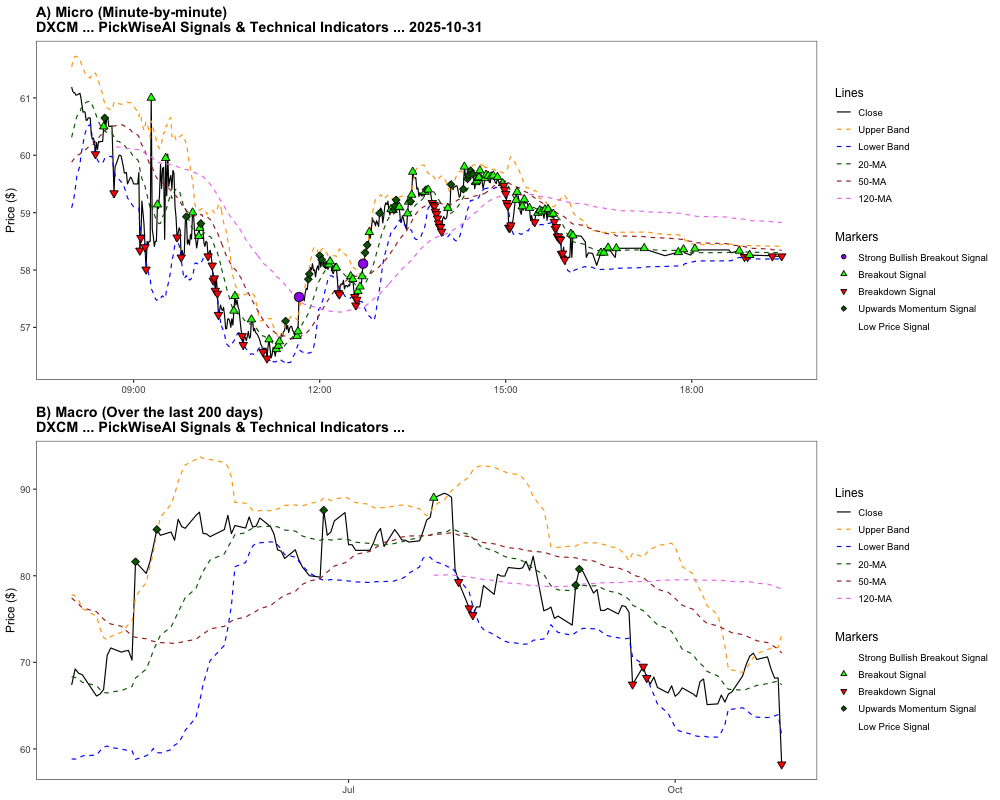 A) Micro (Minute-by-minute)
DXCM ... PickWiseAI Signals & Technical Indicators ... 2025-10-31
Price ($)
61
60
59
58
57
09:00
12:00
15:00
18:00
Lines
Close
Upper Band
Lower Band
20-MA
50-MA
120-MA
Markers
Strong Bullish Breakout Signal
Breakout Signal
Breakdown Signal
Upwards Momentum Signal
Low Price Signal
B) Macro (Over the last 200 days)
DXCM ... PickWiseAI Signals & Technical Indicators ...
Price ($)
90
80
70
60
Jul
Oct
Lines
Close
Upper Band
Lower Band
20-MA
50-MA
120-MA
Markers
Strong Bullish Breakout Signal
Breakout Signal
Breakdown Signal
Upwards Momentum Signal
Low Price Signal